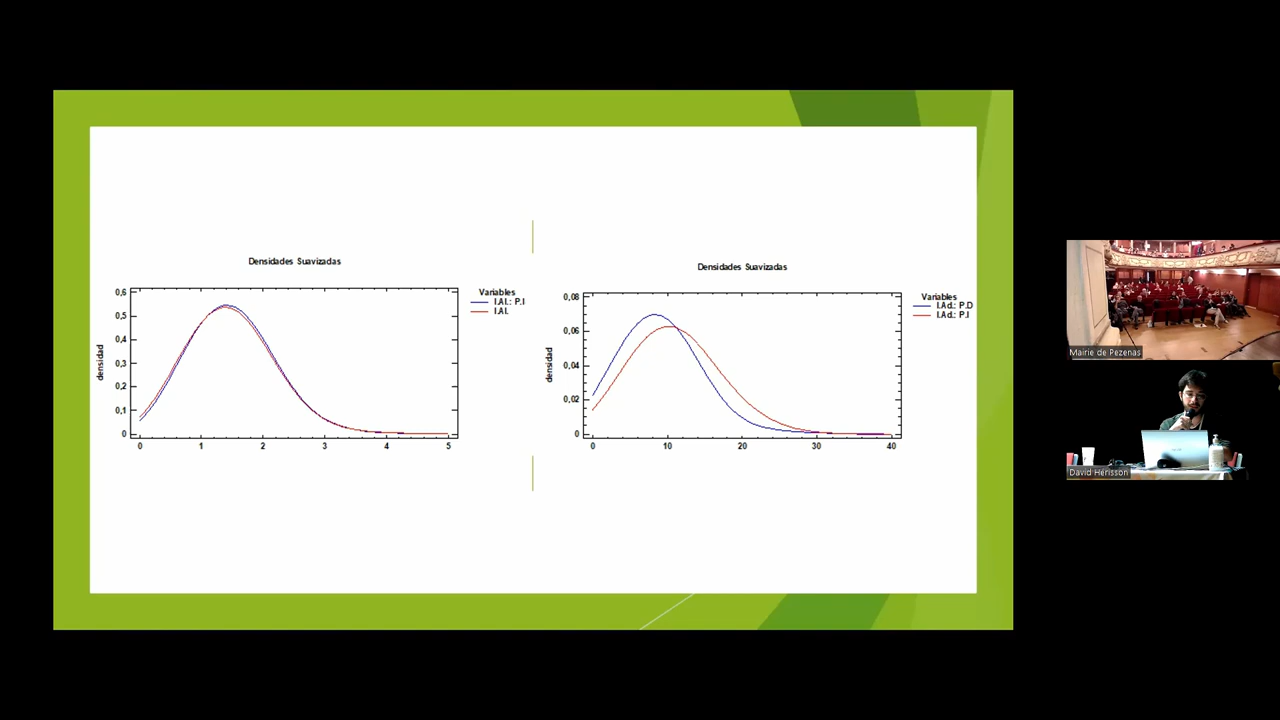 Densidades Suavizadas
0,6
0,5
0,4
0,3
0,2
0,1
0
densidad
0 1 2 3 4 5
Variables
I.Al.: P.I
I.Al.
Densidades Suavizadas
0,08
0,06
0,04
0,02
0
densidad
0 10 20 30 40
Variables
I.Ad.: P.D
I.Ad.: P.I
Mairie de Pezenas
David Herisson